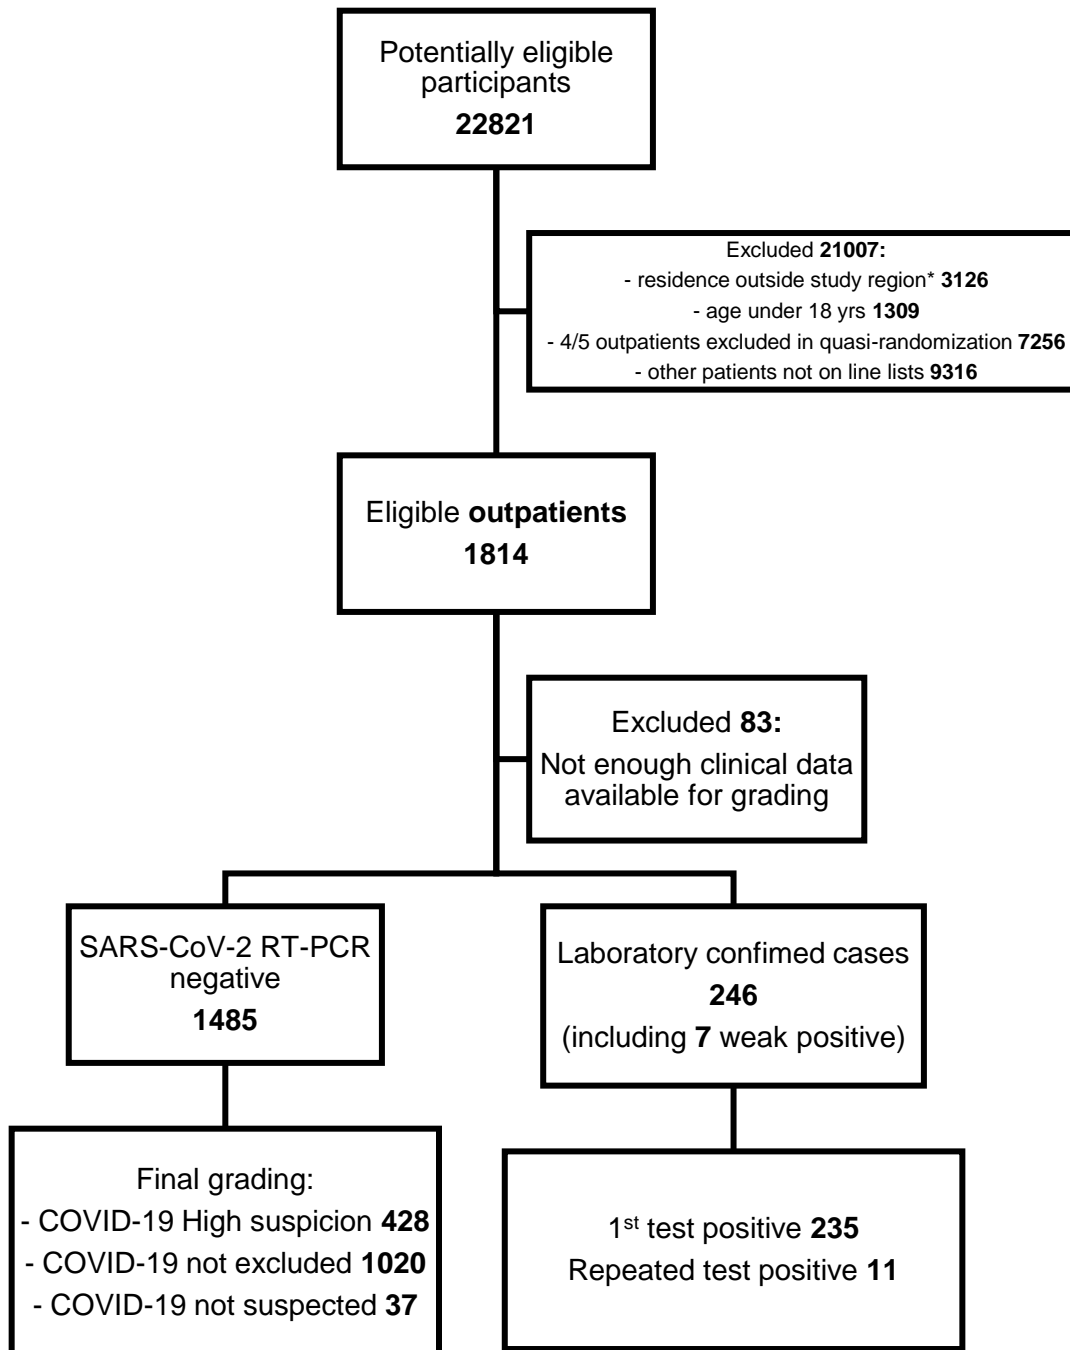 Potentially eligible
participants
22821
Excluded 21007:
- residence outside study region* 3126
- age under 18 yrs 1309
- 4/5 outpatients excluded in quasi-randomization 7256
- other patients not on line lists 9316
Eligible outpatients
1814
Excluded 83:
Not enough clinical data
available for grading
SARS-CoV-2 RT-PCR
negative
1485
Laboratory confimed cases
246
(including 7 weak positive)
Final grading:
- COVID-19 High suspicion 428
- COVID-19 not excluded 1020
- COVID-19 not suspected 37
1st test positive 235
Repeated test positive 11